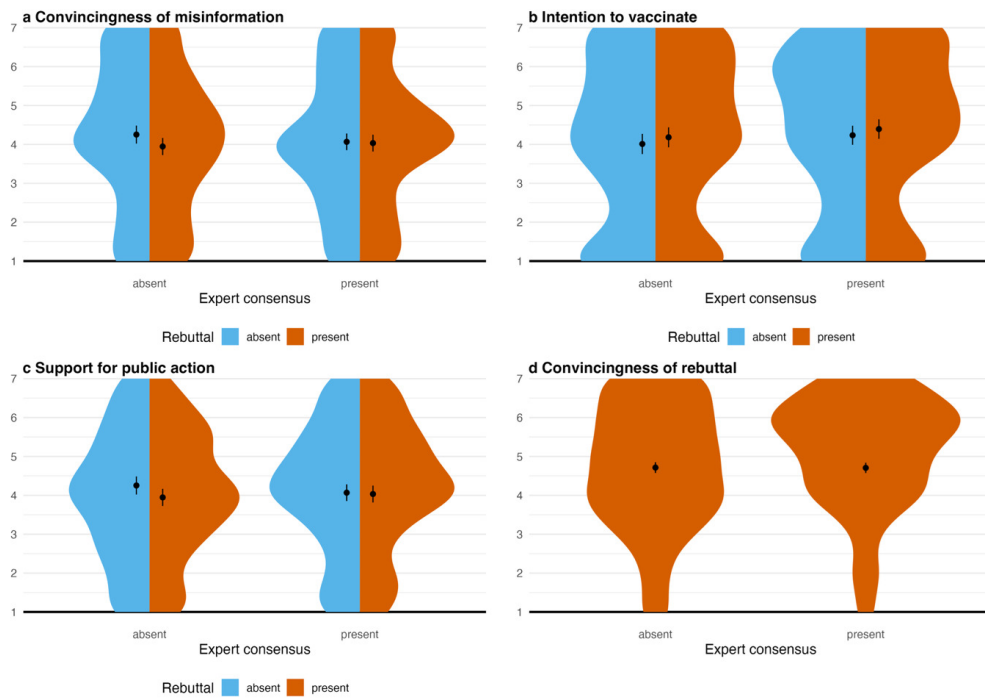 a Convincingness of misinformation
7
6
5
4
3
2
1
absent present
Expert consensus
Rebuttal absent present
b Intention to vaccinate
7
6
5
4
3
2
1
absent present
Expert consensus
Rebuttal absent present
c Support for public action
7
6
5
4
3
2
1
absent present
Expert consensus
Rebuttal absent present
d Convincingness of rebuttal
7
6
5
4
3
2
1
absent present
Expert consensus